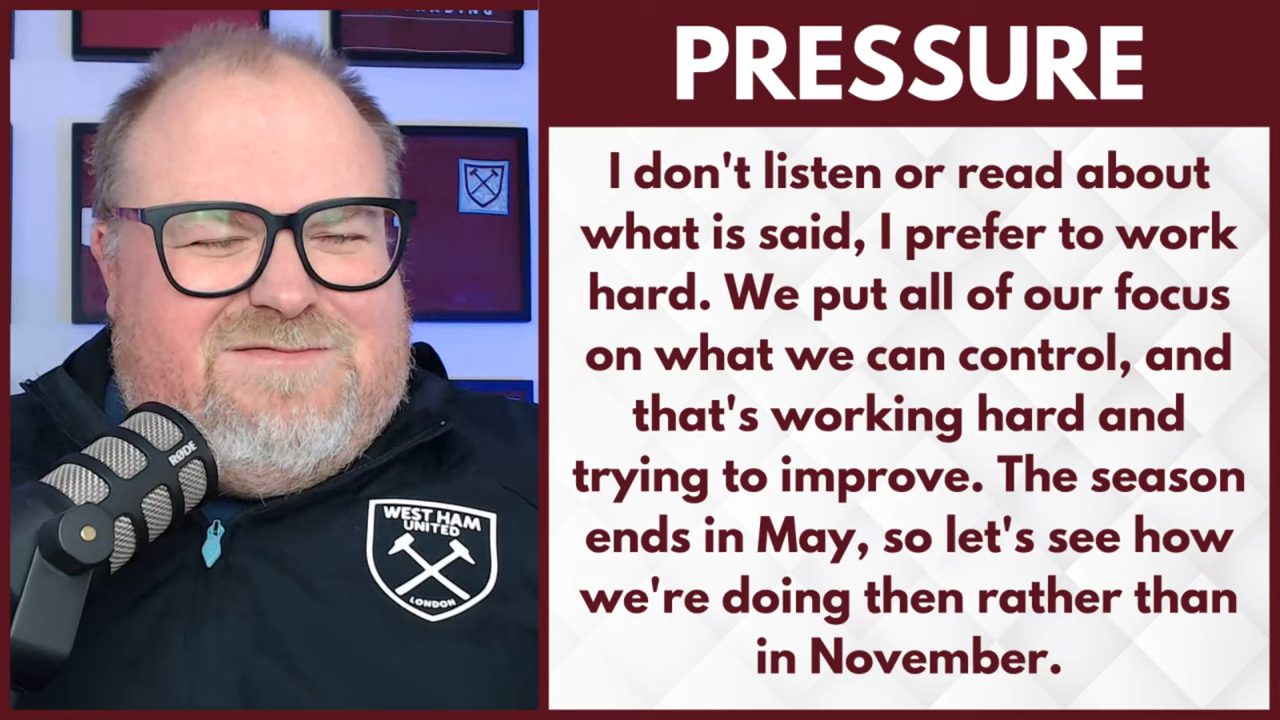 PRESSURE
I don't listen or read about
what is said, I prefer to work
hard. We put all of our focus
on what we can control, and
that's working hard and
trying to improve. The season
ends in May, so let's see how
we're doing then rather than
in November.
RØDE
WEST HAM
UNITED
LONDON